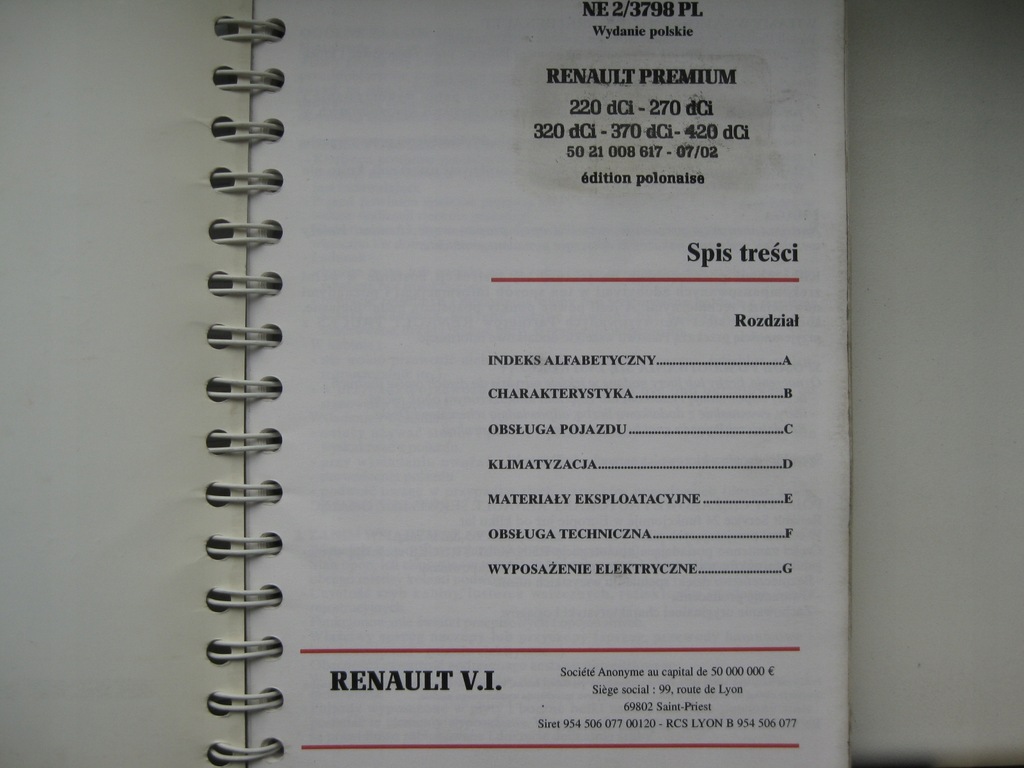 NE 2/3798 PL
Wydanie polskie
RENAULT PREMIUM
220 dCi - 270 dCi
320 dCi - 370 dCi- 420 dCi
50 21 008 617 - 07/02
édition polonaise
Spis treści
Rozdział
INDEKS ALFABETYCZNY.......................................A
CHARAKTERYSTYKA..............................................B
OBSŁUGA POJAZDU................................................C
KLIMATYZACJA.........................................................D
MATERIAŁY EKSPLOATACYJNE.........................E
OBSŁUGA TECHNICZNA.........................................F
WYPOSAŻENIE ELEKTRYCZNE..........................G
RENAULT V.I.
Société Anonyme au capital de 50 000 000 €
Siège social : 99, route de Lyon
69802 Saint-Priest
Siret 954 506 077 00120 - RCS LYON B 954 506 077